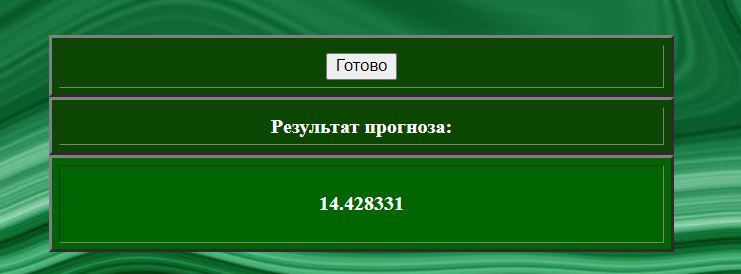 Готово
Результат прогноза:
14.428331